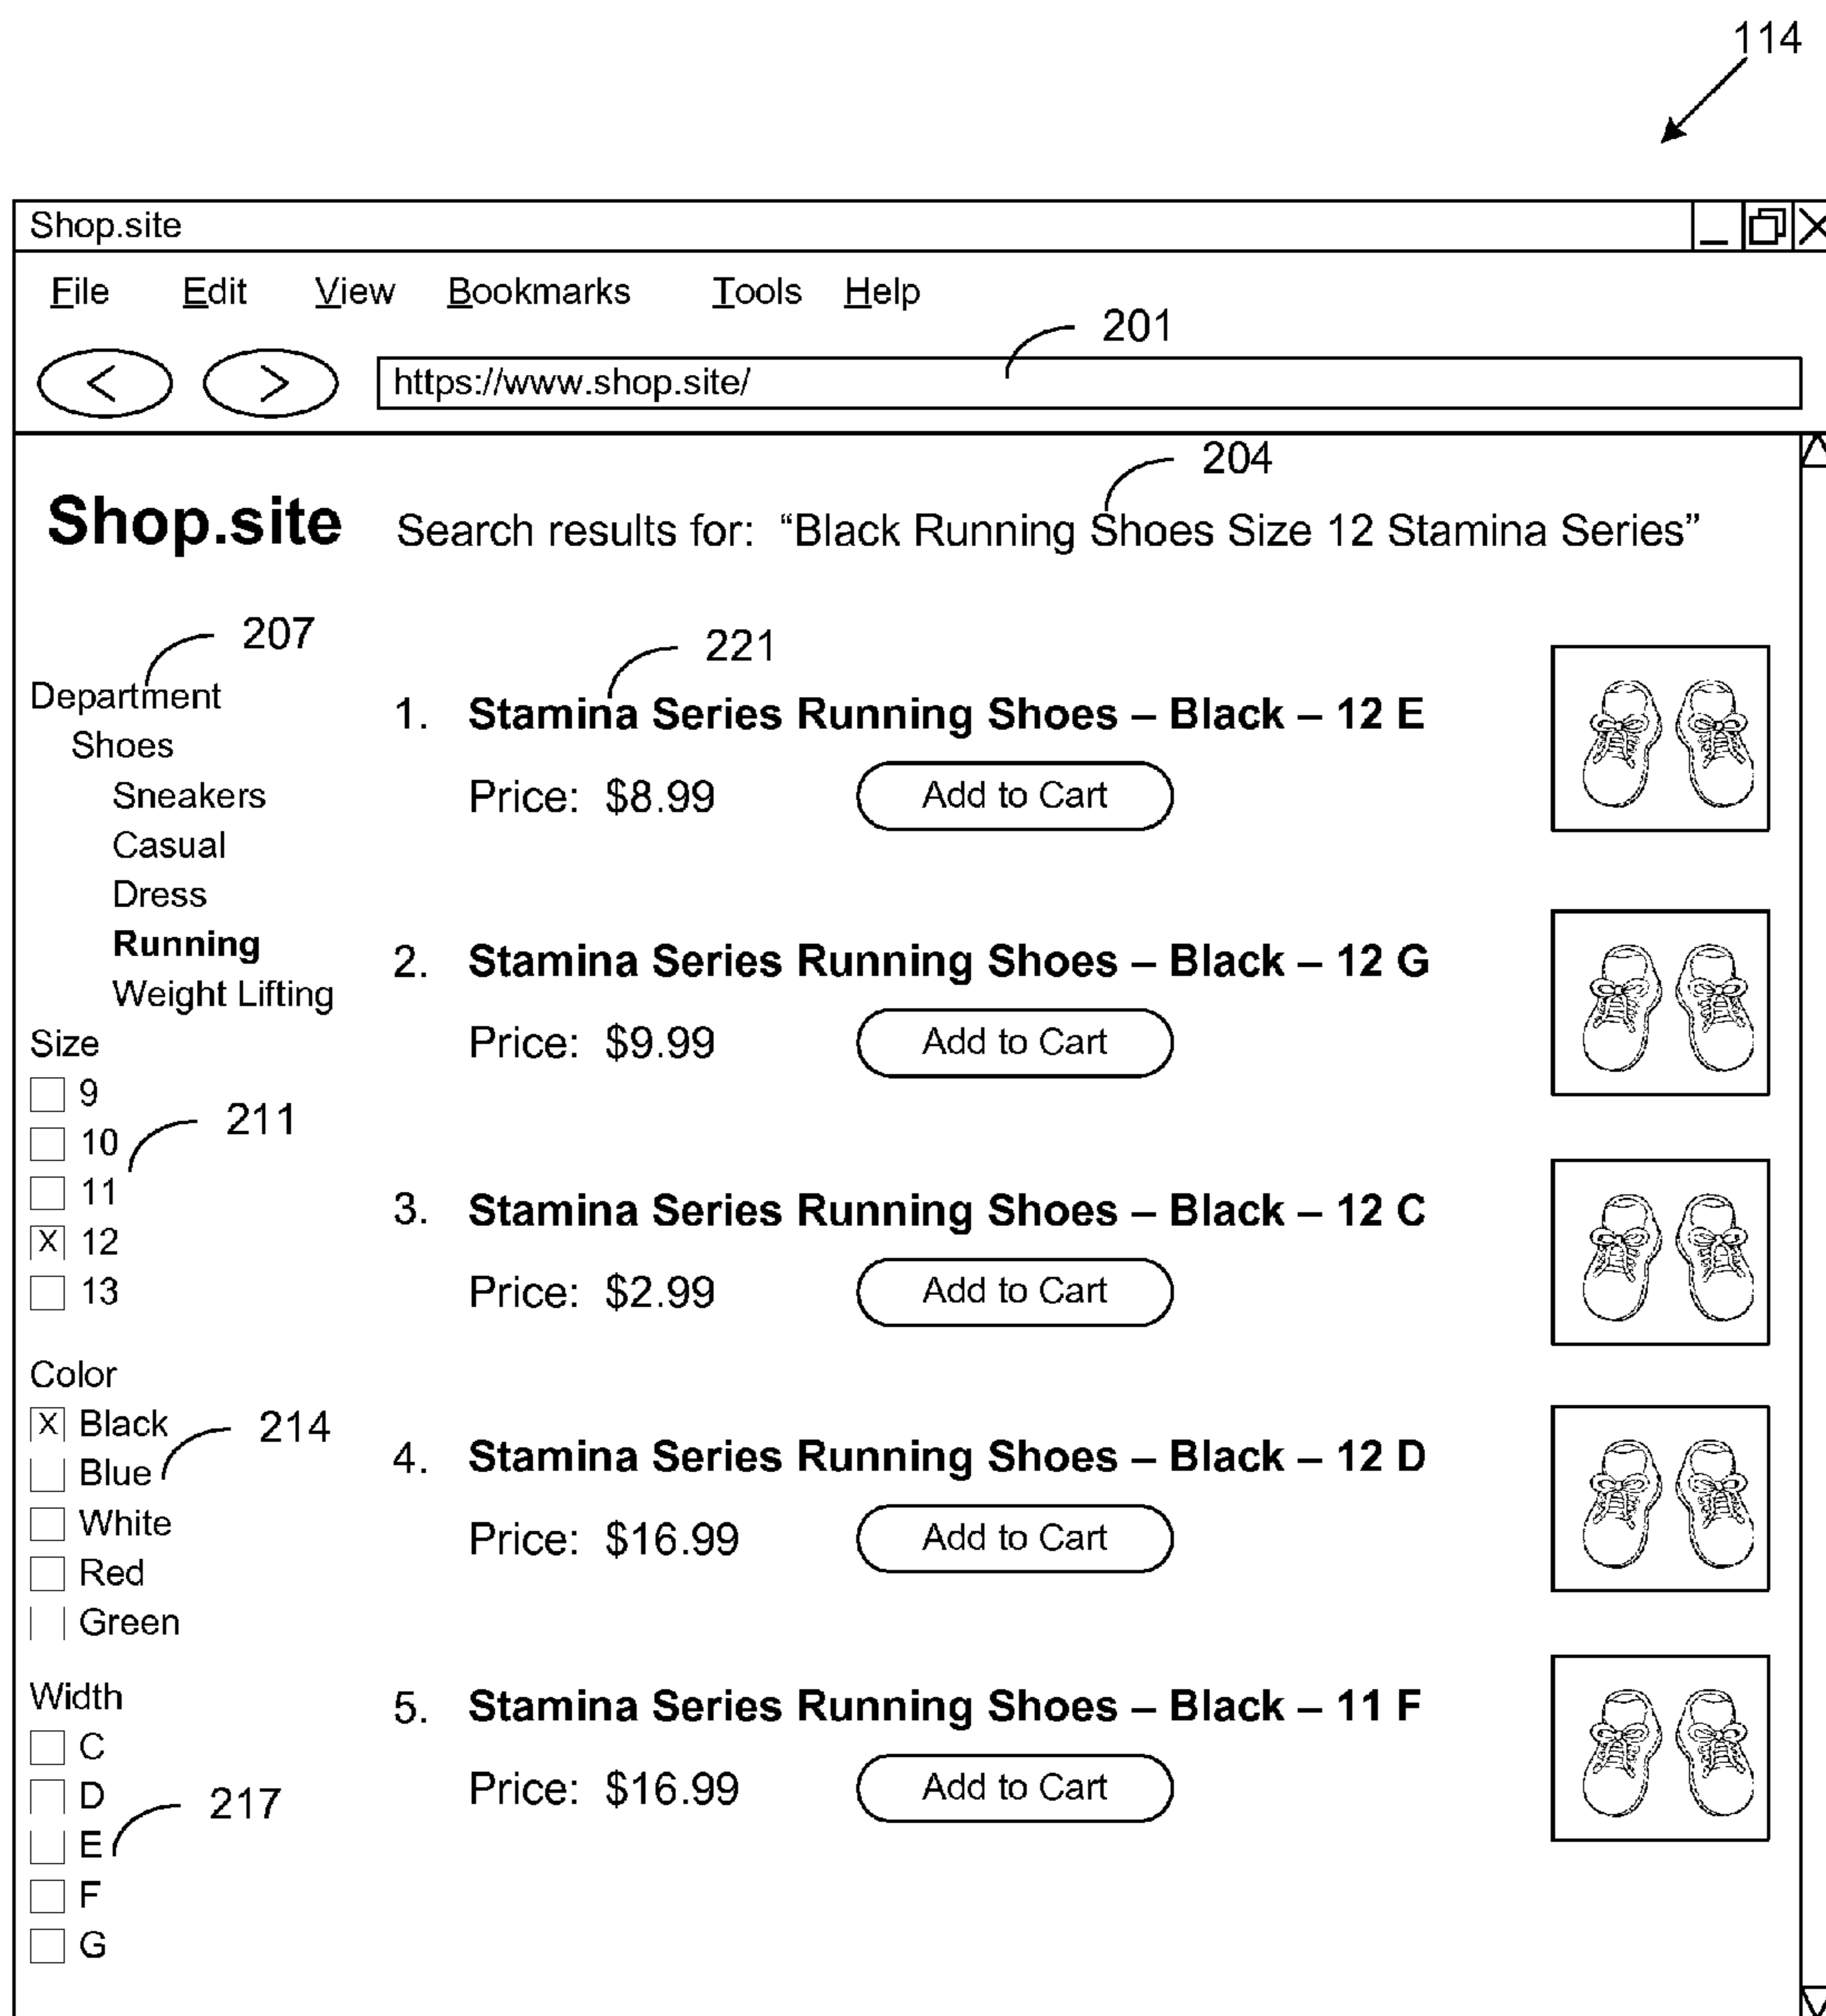 114
Shop.site
File Edit View Bookmarks Tools Help
201
https://www.shop.site/
204
Shop.site Search results for: “Black Running Shoes Size 12 Stamina Series”
207
Department
Shoes
Sneakers
Casual
Dress
Running
Weight Lifting
Size
9
10
211
11
X 12
13
Color
X Black
214
Blue
White
Red
Green
Width
C
D
217
E
F
G
221
1. Stamina Series Running Shoes – Black – 12 E
Price: $8.99 Add to Cart
2. Stamina Series Running Shoes – Black – 12 G
Price: $9.99 Add to Cart
3. Stamina Series Running Shoes – Black – 12 C
Price: $2.99 Add to Cart
4. Stamina Series Running Shoes – Black – 12 D
Price: $16.99 Add to Cart
5. Stamina Series Running Shoes – Black – 11 F
Price: $16.99 Add to Cart